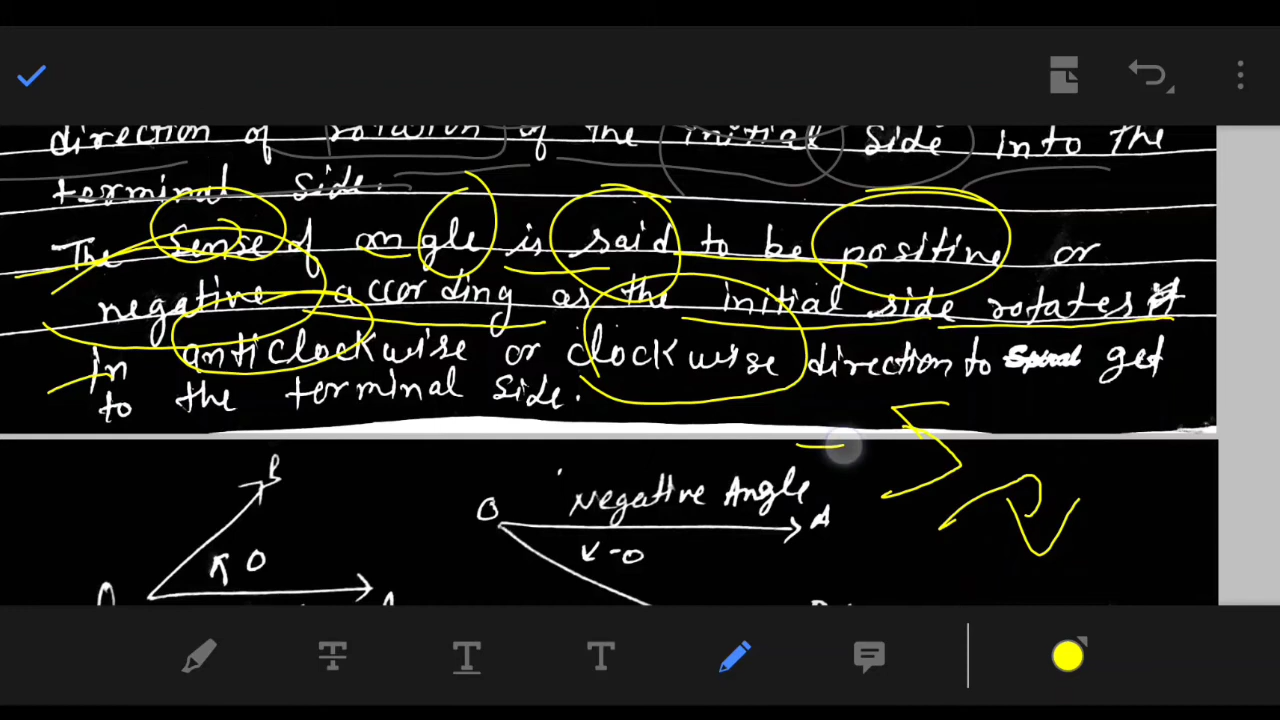 direction of rotation of the initial side into the
terminal side.
The sense of an gle is said to be positive or
negative according as the initial side rotates
in anticlockwise or clockwise direction to get
to the terminal side.
B
Negative Angle
O
A
O
-O
T
T
T